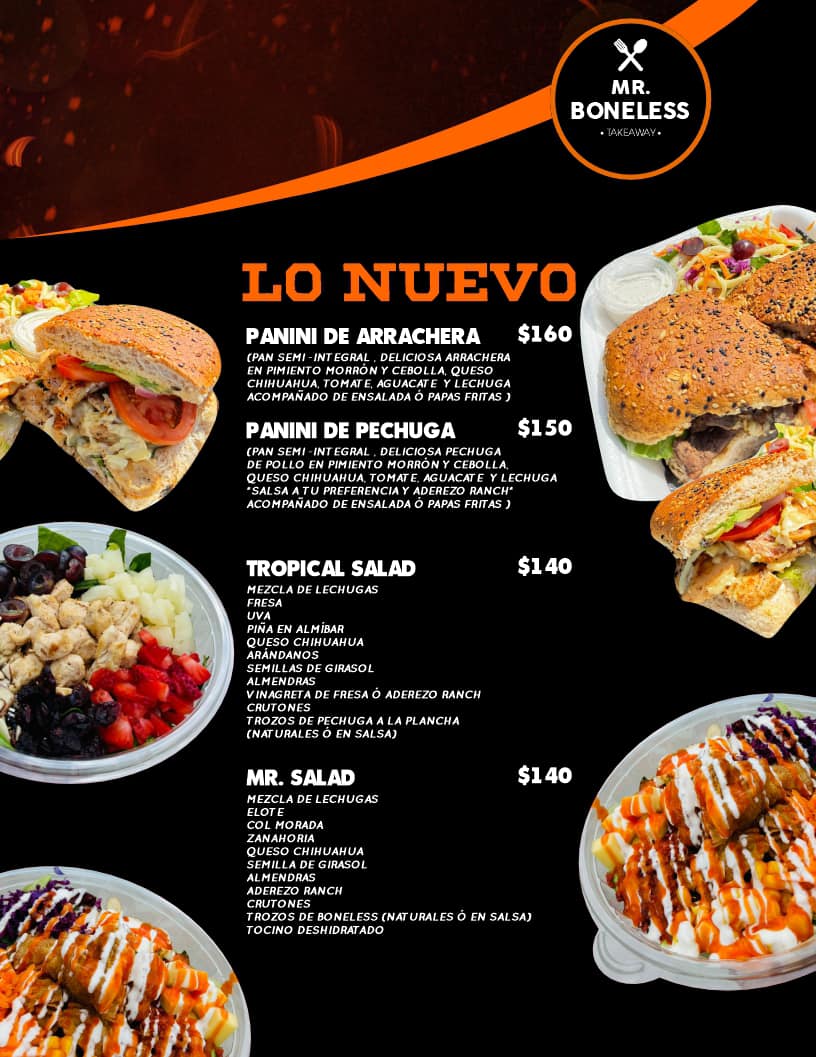 MR.
BONELESS
• TAKEAWAY •
LO NUEVO
PANINI DE ARRACHERA $160
(PAN SEMI -INTEGRAL , DELICIOSA ARRACHERA
EN PIMIENTO MORRÓN Y CEBOLLA, QUESO
CHIHUAHUA, TOMATE, AGUACATE Y LECHUGA
ACOMPAÑADO DE ENSALADA Ó PAPAS FRITAS )
PANINI DE PECHUGA $150
(PAN SEMI -INTEGRAL , DELICIOSA PECHUGA
DE POLLO EN PIMIENTO MORRÓN Y CEBOLLA,
QUESO CHIHUAHUA, TOMATE, AGUACATE Y LECHUGA
*SALSA A TU PREFERENCIA Y ADEREZO RANCH*
ACOMPAÑADO DE ENSALADA Ó PAPAS FRITAS )
TROPICAL SALAD $140
MEZCLA DE LECHUGAS
FRESA
UVA
PIÑA EN ALMÍBAR
QUESO CHIHUAHUA
ARÁNDANOS
SEMILLAS DE GIRASOL
ALMENDRAS
VINAGRETA DE FRESA Ó ADEREZO RANCH
CRUTONES
TROZOS DE PECHUGA A LA PLANCHA
(NATURALES Ó EN SALSA)
MR. SALAD $140
MEZCLA DE LECHUGAS
ELOTE
COL MORADA
ZANAHORIA
QUESO CHIHUAHUA
SEMILLA DE GIRASOL
ALMENDRAS
ADEREZO RANCH
CRUTONES
TROZOS DE BONELESS (NATURALES Ó EN SALSA)
TOCINO DESHIDRATADO